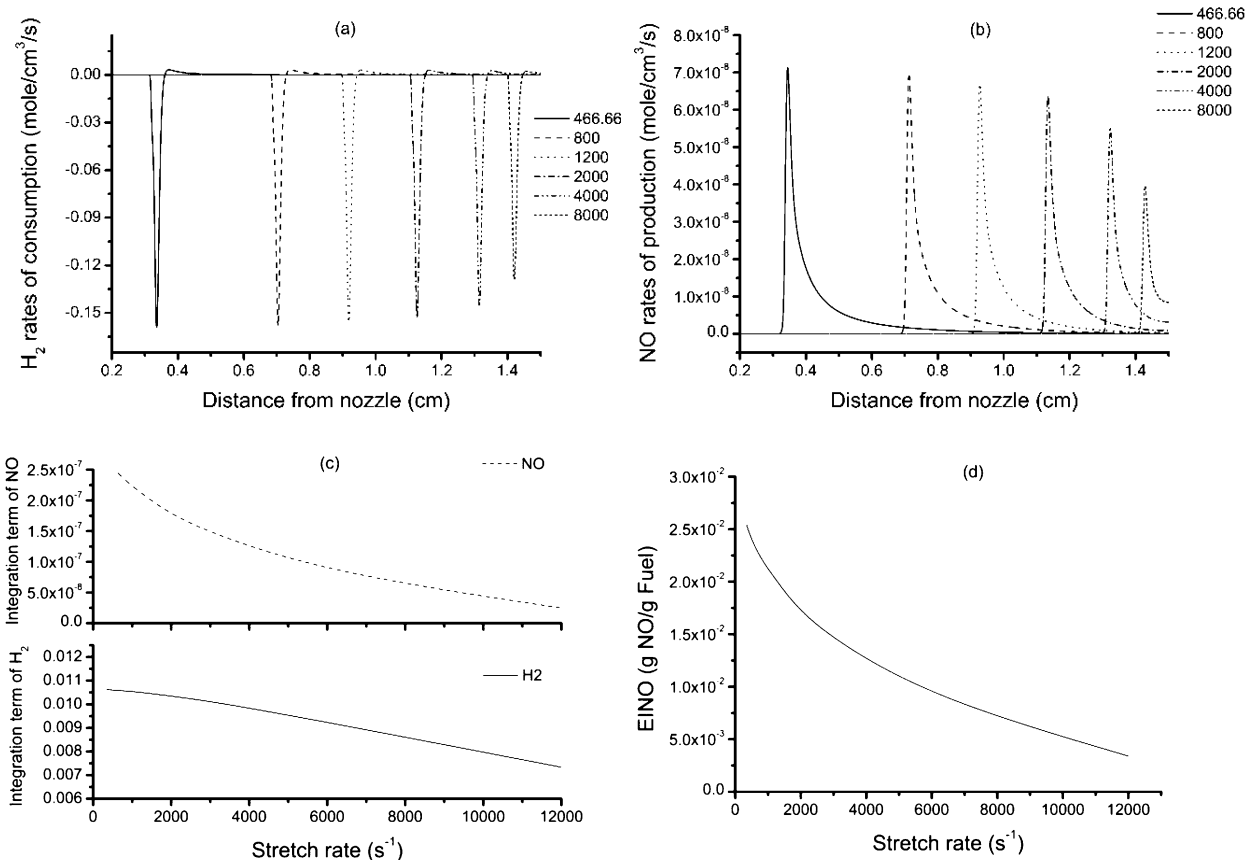 (a)
H2 rates of consumption (mole/cm3/s)
0.00
-0.03
-0.06
-0.09
-0.12
-0.15
0.2 0.4 0.6 0.8 1.0 1.2 1.4
Distance from nozzle (cm)
466.66
800
1200
2000
4000
8000
(b)
NO rates of production (mole/cm3/s)
8.0x10-8
7.0x10-8
6.0x10-8
5.0x10-8
4.0x10-8
3.0x10-8
2.0x10-8
1.0x10-8
0.0
0.2 0.4 0.6 0.8 1.0 1.2 1.4
Distance from nozzle (cm)
466.66
800
1200
2000
4000
8000
(c)
NO
Integration term of NO
2.5x10-7
2.0x10-7
1.5x10-7
1.0x10-7
5.0x10-8
0.0
0 2000 4000 6000 8000 10000 12000
H2
Integration term of H2
0.012
0.011
0.010
0.009
0.008
0.007
0.006
0 2000 4000 6000 8000 10000 12000
Stretch rate (s-1)
(d)
EINO (g NO/g Fuel)
3.0x10-2
2.5x10-2
2.0x10-2
1.5x10-2
1.0x10-2
5.0x10-3
0.0
0 2000 4000 6000 8000 10000 12000
Stretch rate (s-1)